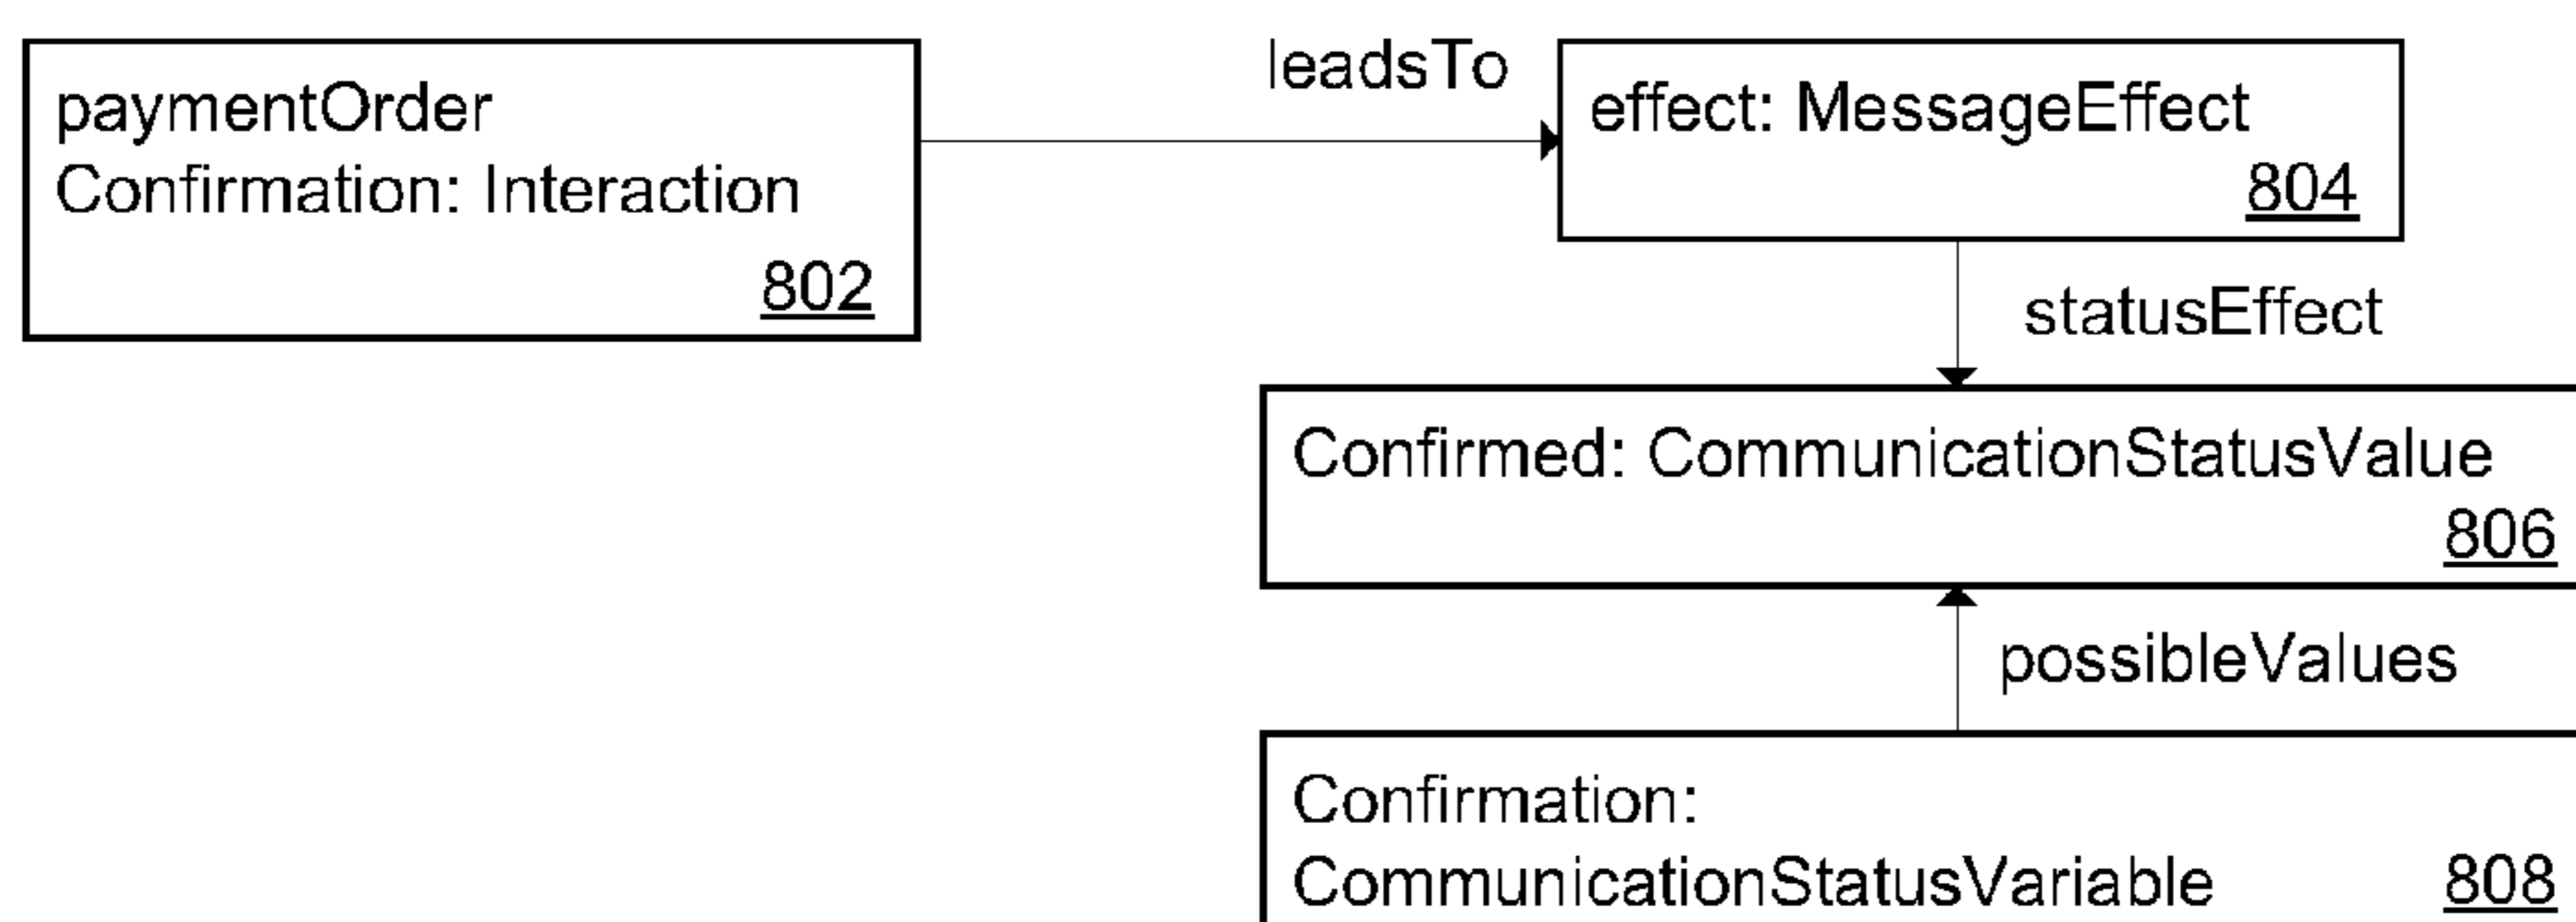 paymentOrder
Confirmation: Interaction
802
leadsTo
effect: MessageEffect
804
statusEffect
Confirmed: CommunicationStatusValue
806
possibleValues
Confirmation:
CommunicationStatusVariable 808